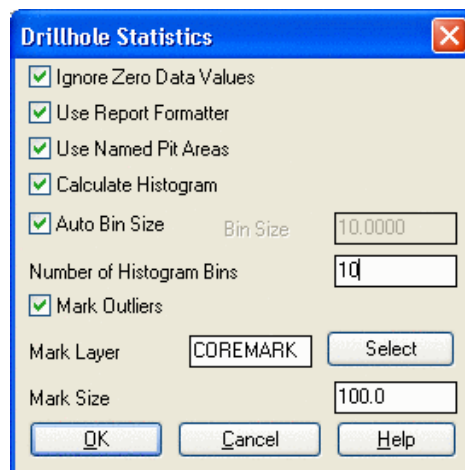 Drillhole Statistics
Ignore Zero Data Values
Use Report Formatter
Use Named Pit Areas
Calculate Histogram
Auto Bin Size Bin Size 10.0000
Number of Histogram Bins 10
Mark Outliers
Mark Layer COREMARK Select
Mark Size 100.0
OK Cancel Help